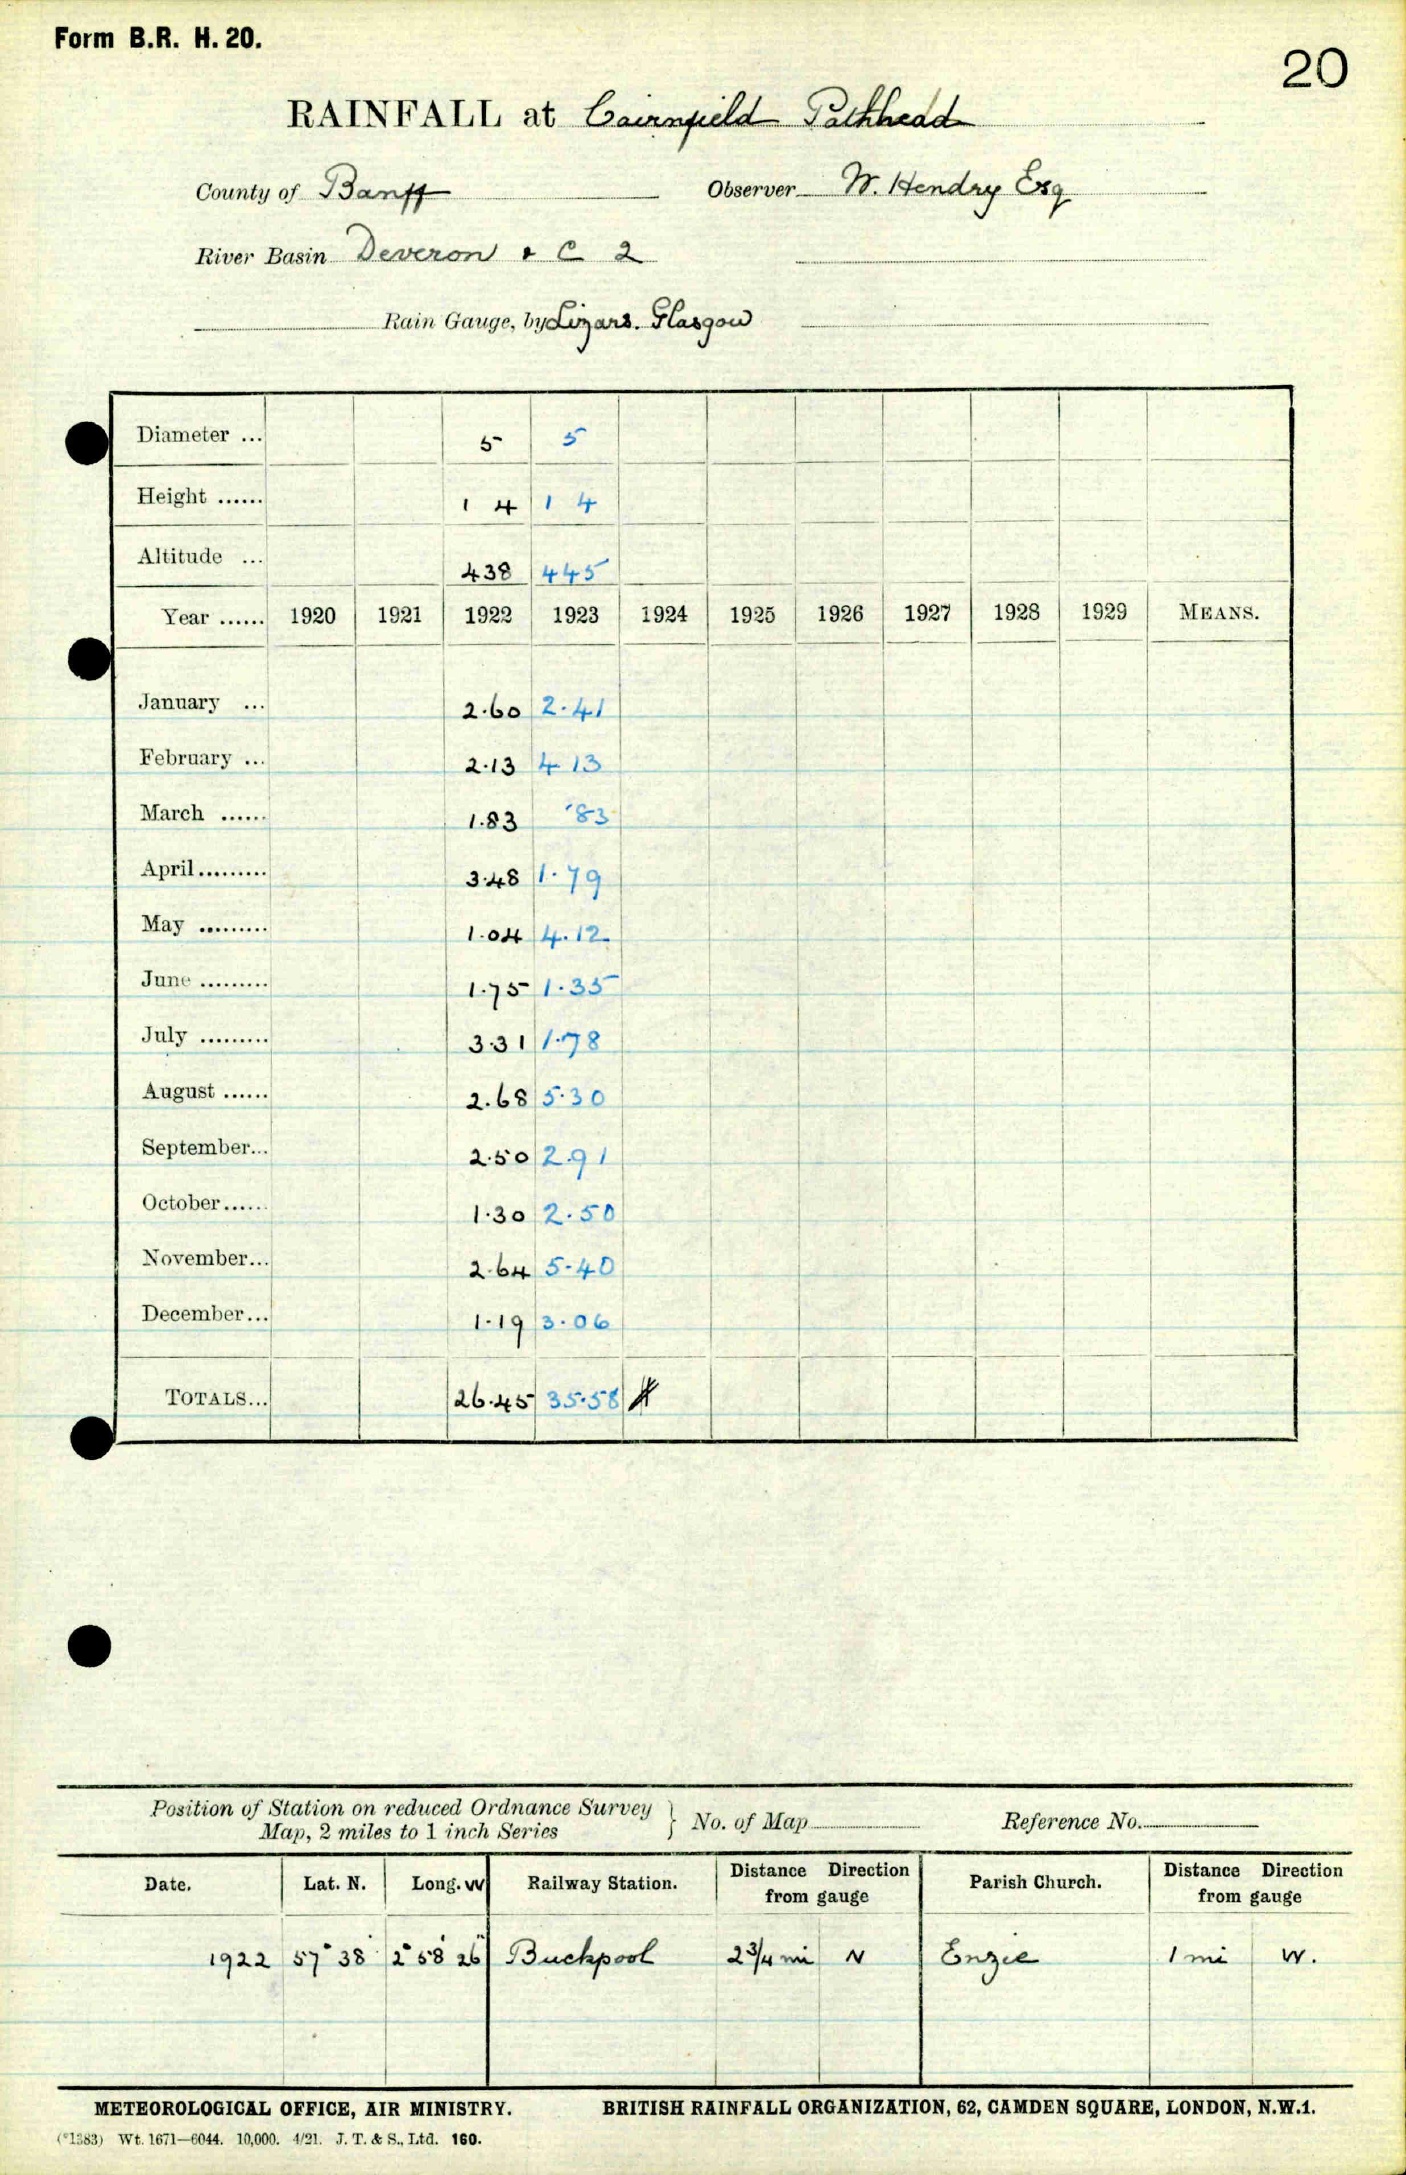 Form B.R. H. 20.
20
RAINFALL at Cairnfield Pathhead
County of Banff Observer W. Hendry Esq
River Basin Deveron & C 2
Rain Gauge, by Lizars. Glasgow
Diameter ... 5 5
Height ...... 1 4 1 4
Altitude ... 438 445
Year ...... 1920 1921 1922 1923 1924 1925 1926 1927 1928 1929 MEANS.
January ... 2.60 2.41
February ... 2.13 4 13
March ...... 1.83 .83
April......... 3.48 1.79
May ......... 1.04 4.12
June ......... 1.75 1.35
July ......... 3.31 1.78
August ...... 2.68 5.30
September... 2.50 2.91
October...... 1.30 2.50
November... 2.64 5.40
December... 1.19 3.06
TOTALS... 26.45 35.58
Position of Station on reduced Ordnance Survey
Map, 2 miles to 1 inch Series } No. of Map Reference No.
Date. Lat. N. Long. W Railway Station. Distance Direction from gauge Parish Church. Distance Direction from gauge
1922 57° 38' 2° 58' 26" Buckpool 2 3/4 mi N Enzie 1 mi W.
METEOROLOGICAL OFFICE, AIR MINISTRY. BRITISH RAINFALL ORGANIZATION, 62, CAMDEN SQUARE, LONDON, N.W.1.
(*1383) Wt. 1671—6044. 10,000. 4/21. J. T. & S., Ltd. 160.